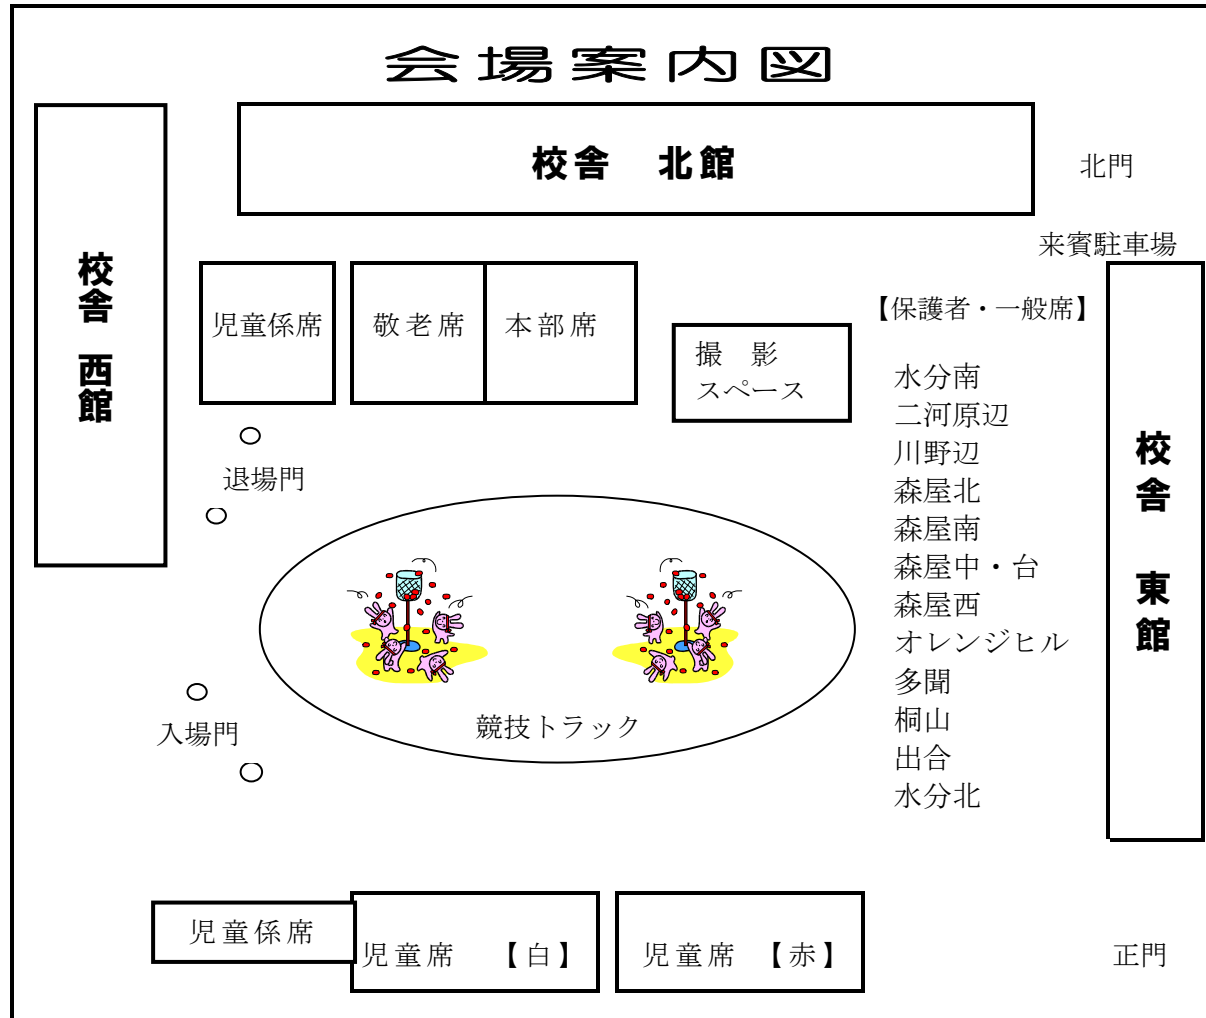 会場案内図
校舎　北館
北門
来賓駐車場
校舎　西館
児童係席
敬老席
本部席
撮　影
スペース
【保護者・一般席】
水分南
二河原辺
川野辺
森屋北
森屋南
森屋中・台
森屋西
オレンジヒル
多聞
桐山
出合
水分北
校舎　東館
退場門
入場門
競技トラック
児童係席
児童席　【白】
児童席　【赤】
正門